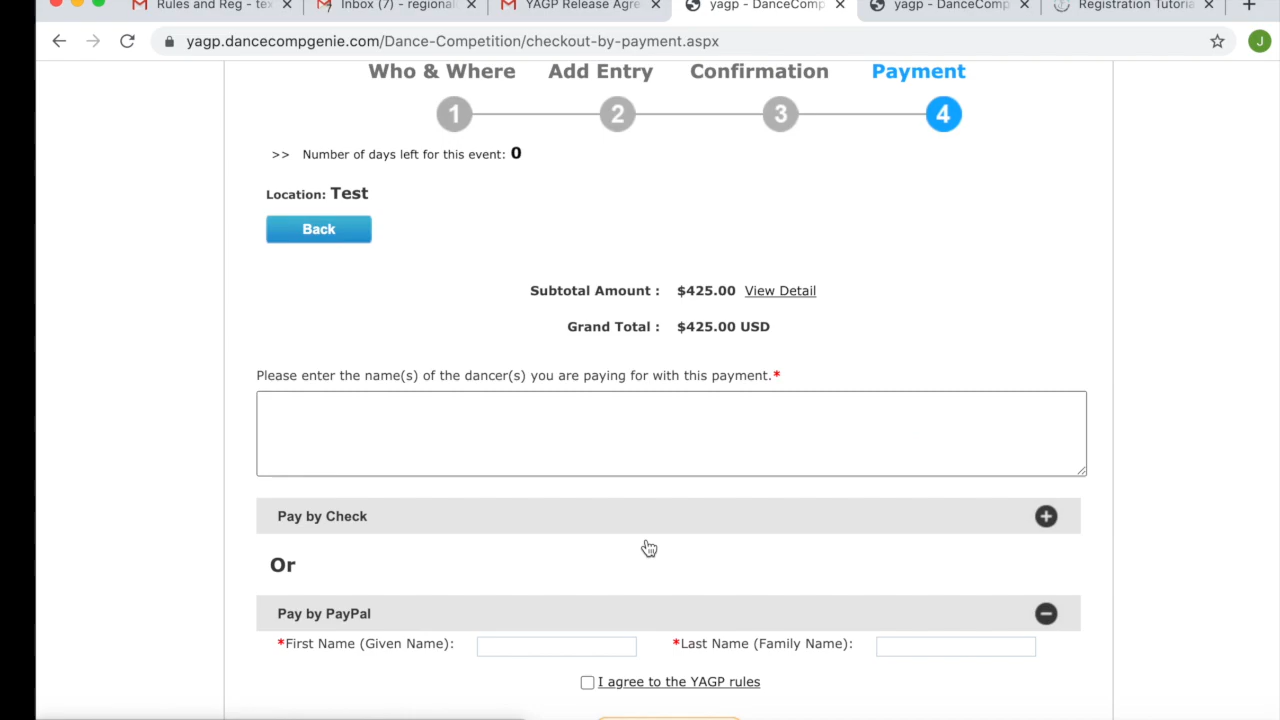 Rules and Reg - tex
Inbox (7) - regional
YAGP Release Agre
yagp - DanceComp
yagp - DanceComp
Registration Tutoria
yagp.dancecompgenie.com/Dance-Competition/checkout-by-payment.aspx
J
Who & Where Add Entry Confirmation Payment
1 2 3 4
>> Number of days left for this event: 0
Location: Test
Back
Subtotal Amount : $425.00 View Detail
Grand Total : $425.00 USD
Please enter the name(s) of the dancer(s) you are paying for with this payment.*
Pay by Check
Or
Pay by PayPal
*First Name (Given Name): *Last Name (Family Name):
I agree to the YAGP rules